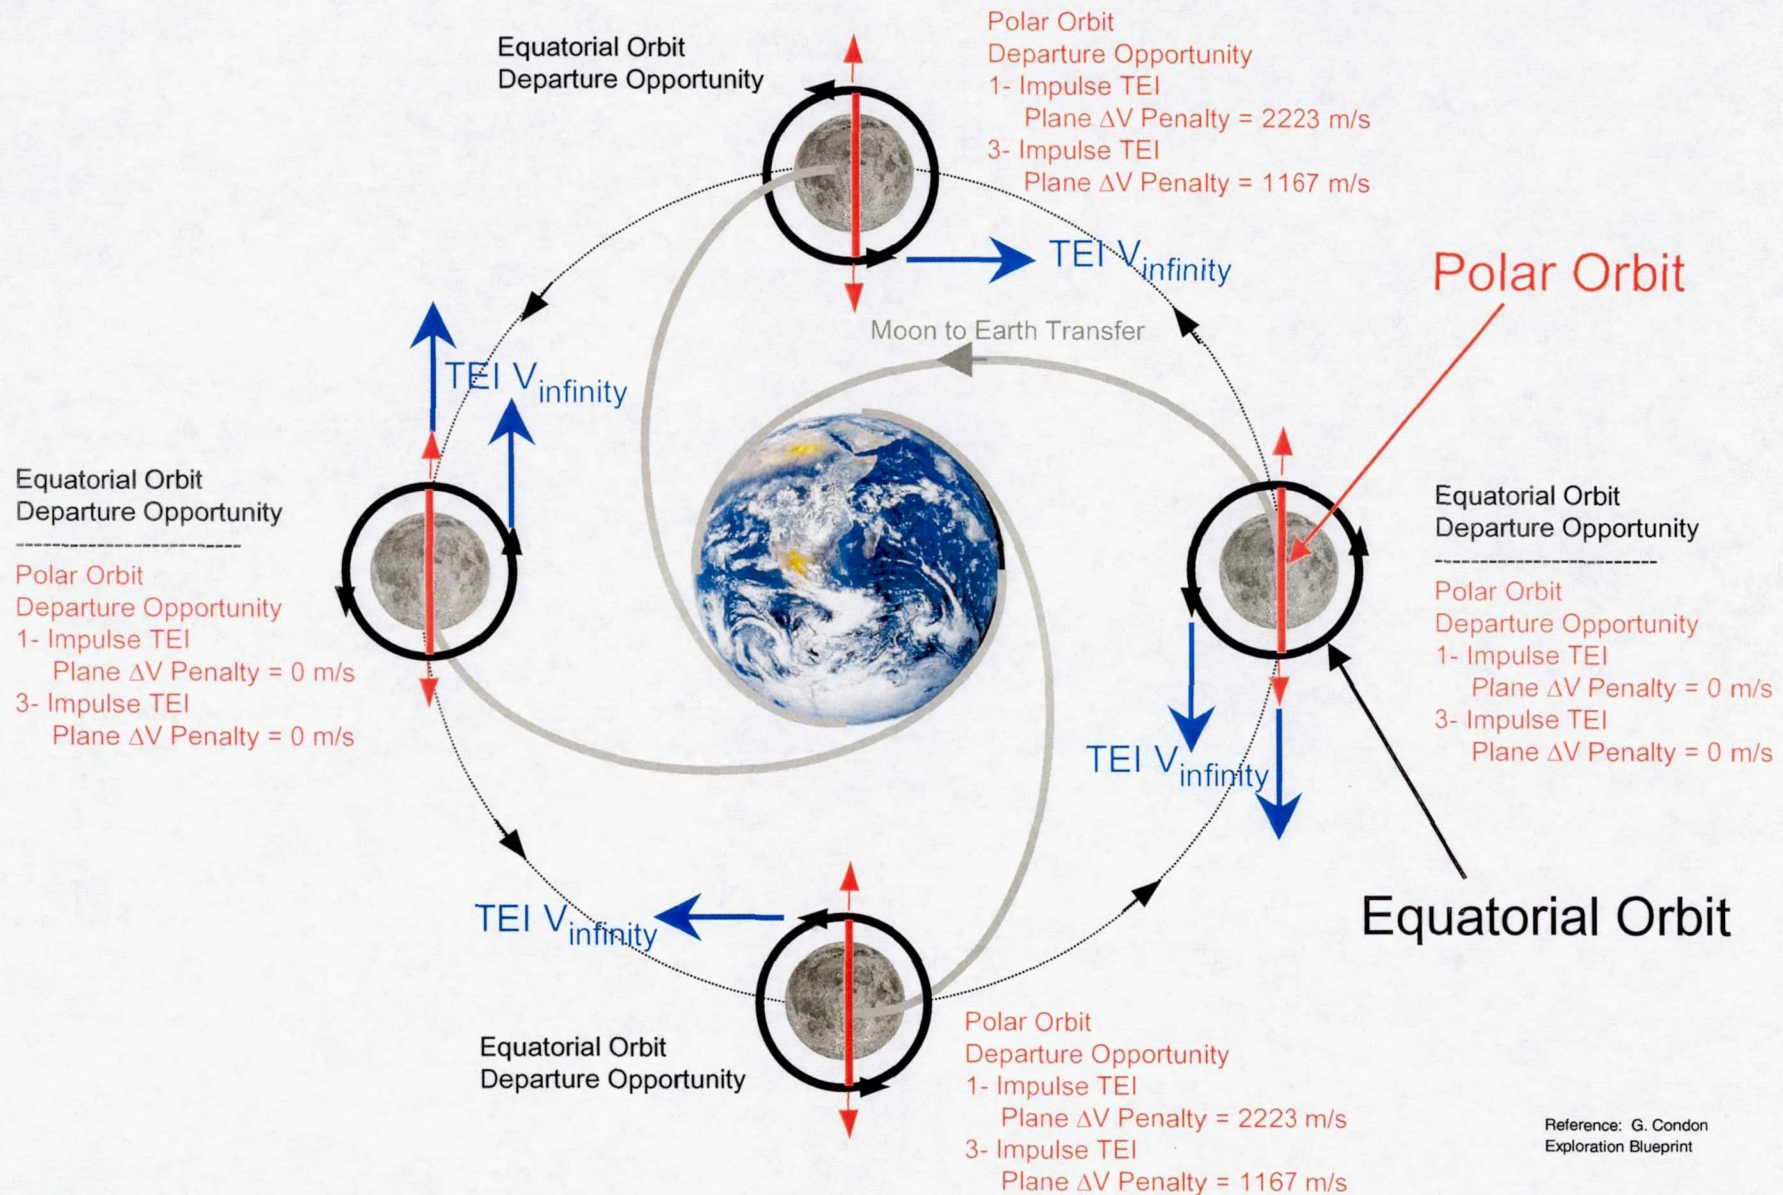 Equatorial Orbit
Departure Opportunity
Polar Orbit
Departure Opportunity
1- Impulse TEI
Plane ΔV Penalty = 2223 m/s
3- Impulse TEI
Plane ΔV Penalty = 1167 m/s
TEI Vinfinity
Polar Orbit
Moon to Earth Transfer
TEI Vinfinity
Equatorial Orbit
Departure Opportunity
---------------------------
Polar Orbit
Departure Opportunity
1- Impulse TEI
Plane ΔV Penalty = 0 m/s
3- Impulse TEI
Plane ΔV Penalty = 0 m/s
Equatorial Orbit
Departure Opportunity
---------------------------
Polar Orbit
Departure Opportunity
1- Impulse TEI
Plane ΔV Penalty = 0 m/s
3- Impulse TEI
Plane ΔV Penalty = 0 m/s
TEI Vinfinity
Equatorial Orbit
TEI Vinfinity
Equatorial Orbit
Departure Opportunity
Polar Orbit
Departure Opportunity
1- Impulse TEI
Plane ΔV Penalty = 2223 m/s
3- Impulse TEI
Plane ΔV Penalty = 1167 m/s
Reference: G. Condon
Exploration Blueprint